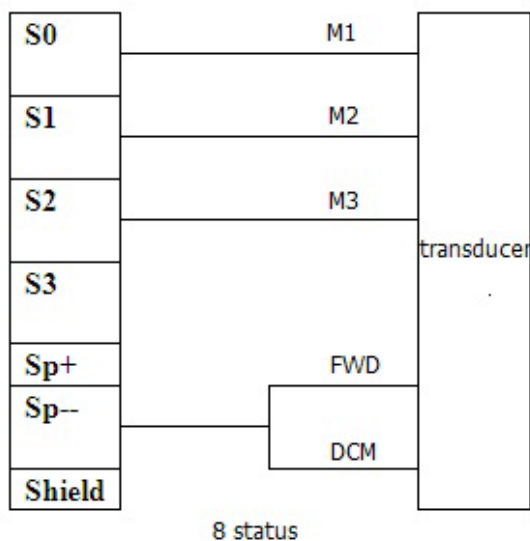 S0
M1
S1
M2
S2
M3
transducer
S3
.
Sp+
FWD
Sp--
DCM
Shield
8 status